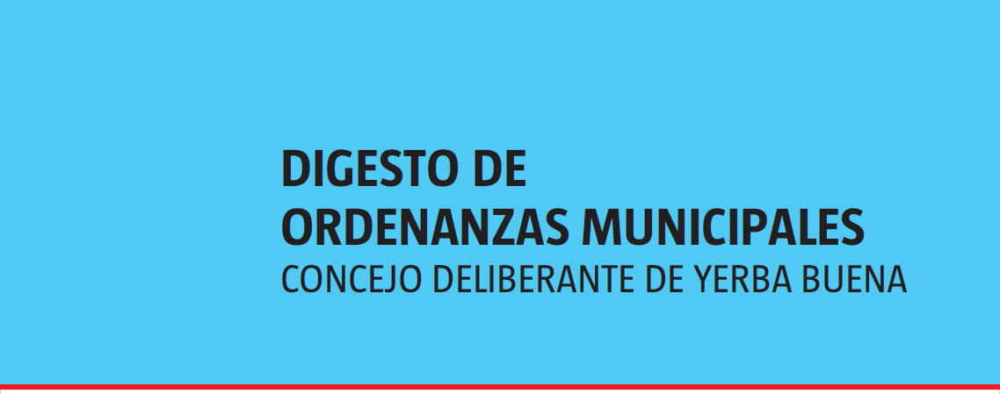 DIGESTO DE
ORDENANZAS MUNICIPALES
CONCEJO DELIBERANTE DE YERBA BUENA